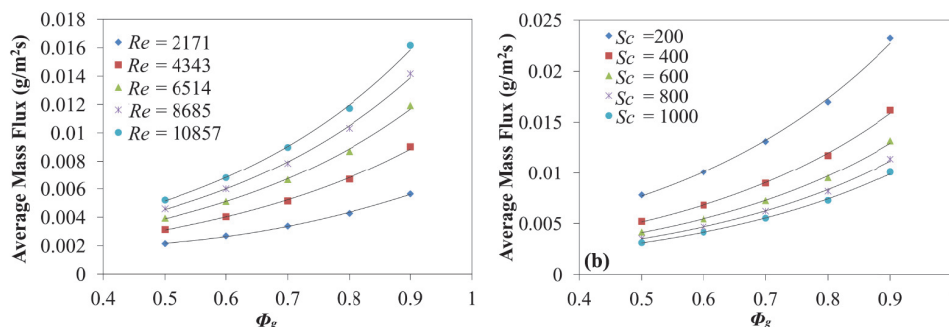 Average Mass Flux (g/m²s)
0.018
0.016
0.014
0.012
0.01
0.008
0.006
0.004
0.002
0
Re = 2171
Re = 4343
Re = 6514
Re = 8685
Re = 10857
0.4 0.5 0.6 0.7 0.8 0.9 1
Φg
Average Mass Flux (g/m²s )
0.025
0.02
0.015
0.01
0.005
0
Sc =200
Sc = 400
Sc = 600
Sc = 800
Sc = 1000
(b)
0.4 0.5 0.6 0.7 0.8 0.9
Φg